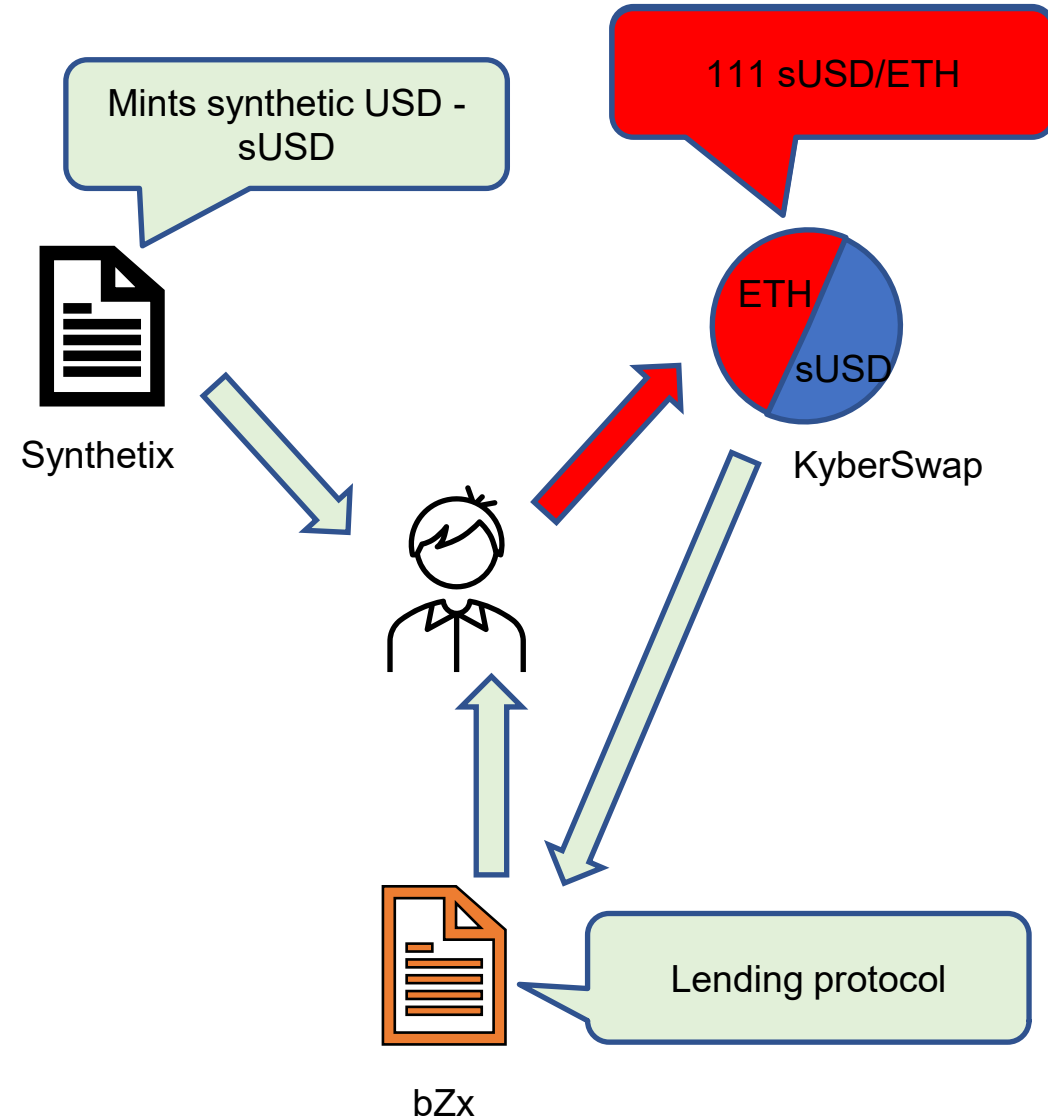 Mints synthetic USD -
sUSD
111 sUSD/ETH
ETH
sUSD
Synthetix
KyberSwap
Lending protocol
bZx